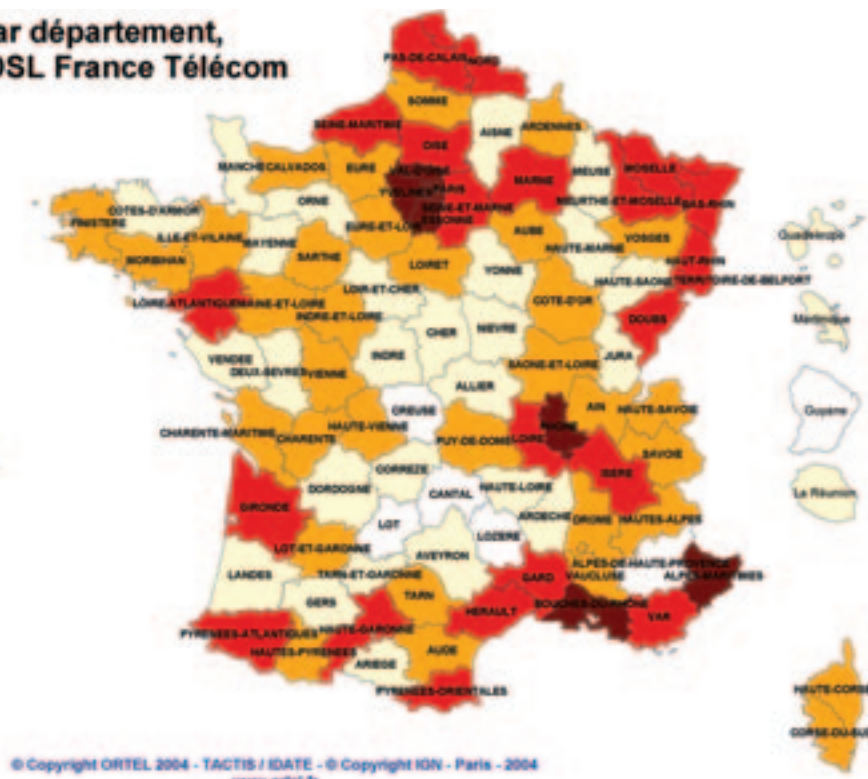 ar département,
DSL France Télécom
PAS-DE-CALAIS NORD
SOMME
SEINE-MARITIME AISNE ARDENNES
OISE
MANCHE CALVADOS EURE VAL-D'OISE MARNE MEUSE MOSELLE
YVELINES PARIS
ORNE SEINE-ET-MARNE MEURTHE-ET-MOSELLE BAS-RHIN
COTES-D'ARMOR ESSONNE
FINISTERE EURE-ET-LOIR AUBE VOSGES
ILLE-ET-VILAINE MAYENNE HAUTE-MARNE
MORBIHAN SARTHE LOIRET YONNE HAUT-RHIN
HAUTE-SAONE TERRITOIRE-DE-BELFORT
LOIR-ET-CHER
LOIRE-ATLANTIQUE MAINE-ET-LOIRE COTE-D'OR
INDRE-ET-LOIRE DOUBS
CHER NIEVRE
VENDEE INDRE JURA
DEUX-SEVRES VIENNE SAONE-ET-LOIRE
ALLIER
CREUSE AIN HAUTE-SAVOIE
CHARENTE-MARITIME HAUTE-VIENNE RHONE
CHARENTE PUY-DE-DOME LOIRE SAVOIE
CORREZE ISERE
DORDOGNE CANTAL HAUTE-LOIRE
GIRONDE ARDECHE DROME HAUTES-ALPES
LOT LOZERE
LOT-ET-GARONNE AVEYRON
LANDES TARN-ET-GARONNE GARD ALPES-DE-HAUTE-PROVENCE
VAUCLUSE ALPES-MARITIMES
GERS TARN
HERAULT BOUCHES-DU-RHONE VAR
PYRENEES-ATLANTIQUES HAUTE-GARONNE
HAUTES-PYRENEES AUDE
ARIEGE
PYRENEES-ORIENTALES
Guadeloupe
Martinique
Guyane
La Réunion
HAUTE-CORSE
CORSE-DU-SUD
© Copyright ORTEL 2004 - TACTIS / IDATE - © Copyright IGN - Paris - 2004